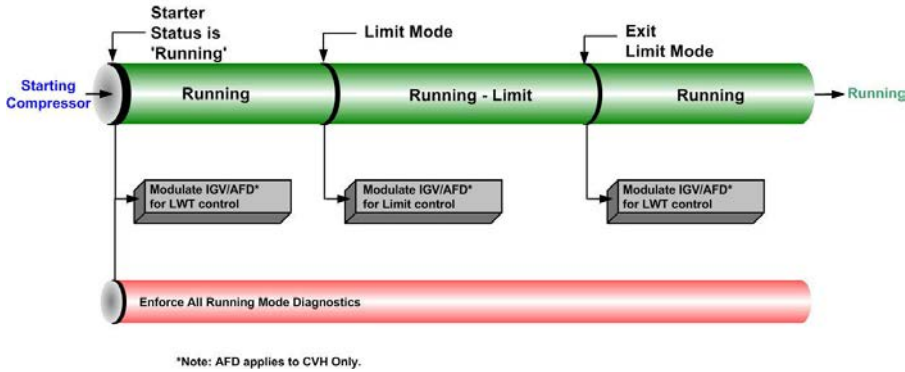 Starter
Status is
'Running'
Limit Mode
Exit
Limit Mode
Starting
Compressor
Running
Running - Limit
Running
Running
Modulate IGV/AFD*
for LWT control
Modulate IGV/AFD*
for Limit control
Modulate IGV/AFD*
for LWT control
Enforce All Running Mode Diagnostics
*Note: AFD applies to CVH Only.